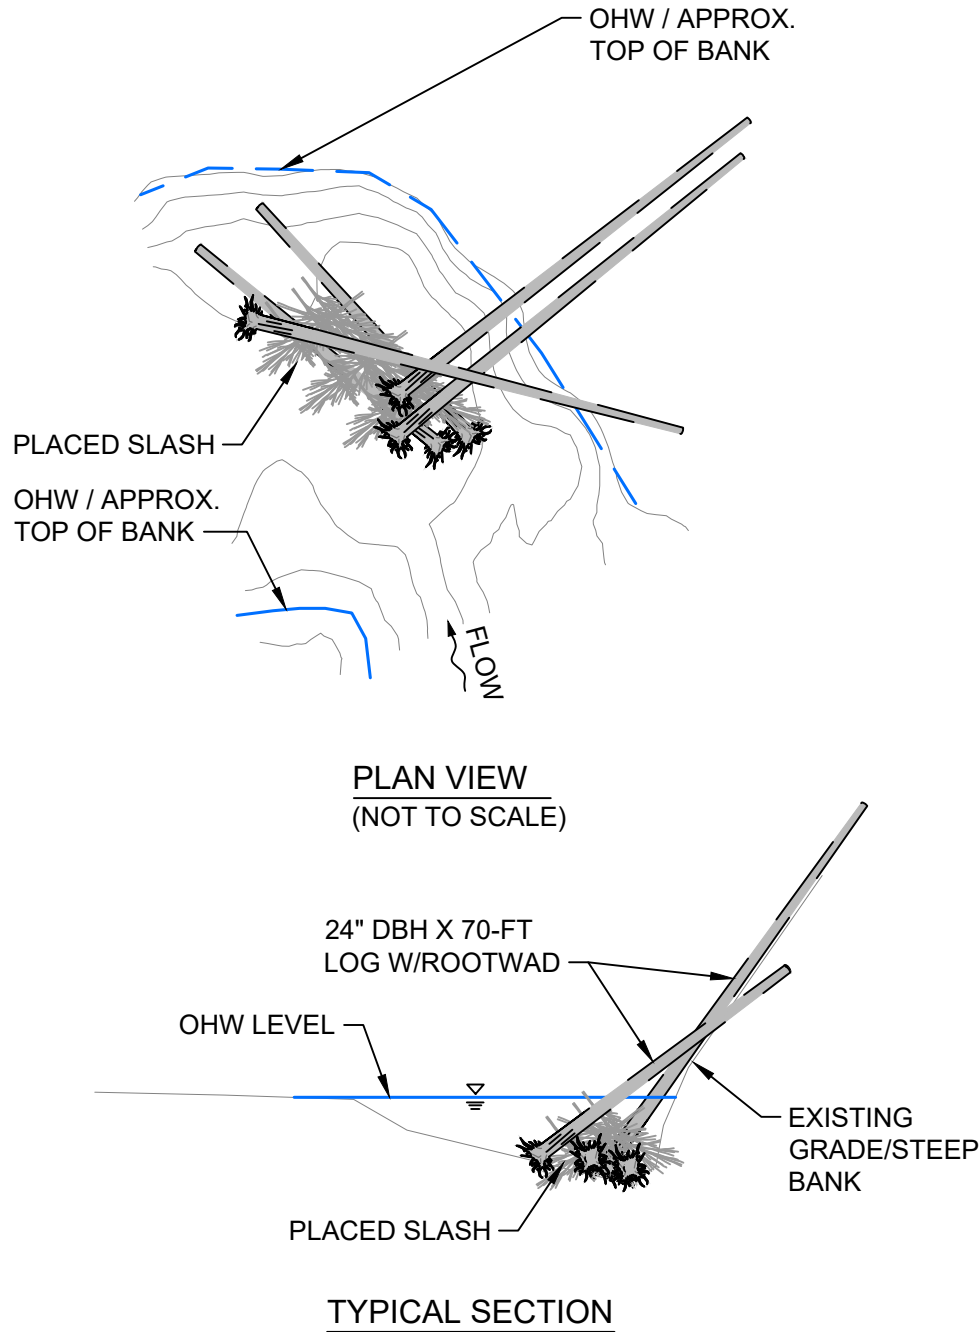 OHW / APPROX.
TOP OF BANK
PLACED SLASH
OHW / APPROX.
TOP OF BANK
FLOW
PLAN VIEW
(NOT TO SCALE)
24" DBH X 70-FT
LOG W/ROOTWAD
OHW LEVEL
EXISTING
GRADE/STEEP
BANK
PLACED SLASH
TYPICAL SECTION